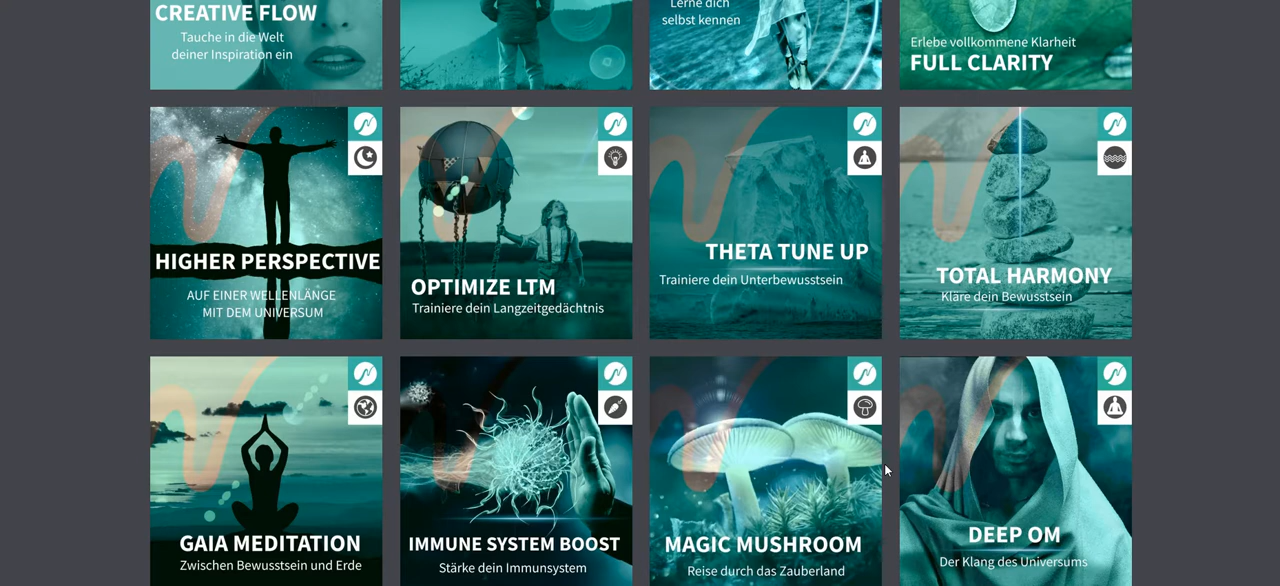 CREATIVE FLOW
Tauche in die Welt
deiner Inspiration ein
Lerne dich
selbst kennen
Erlebe vollkommene Klarheit
FULL CLARITY
HIGHER PERSPECTIVE
AUF EINER WELLENLÄNGE
MIT DEM UNIVERSUM
OPTIMIZE LTM
Trainiere dein Langzeitgedächtnis
THETA TUNE UP
Trainiere dein Unterbewusstsein
TOTAL HARMONY
Kläre dein Bewusstsein
GAIA MEDITATION
Zwischen Bewusstsein und Erde
IMMUNE SYSTEM BOOST
Stärke dein Immunsystem
MAGIC MUSHROOM
Reise durch das Zauberland
DEEP OM
Der Klang des Universums